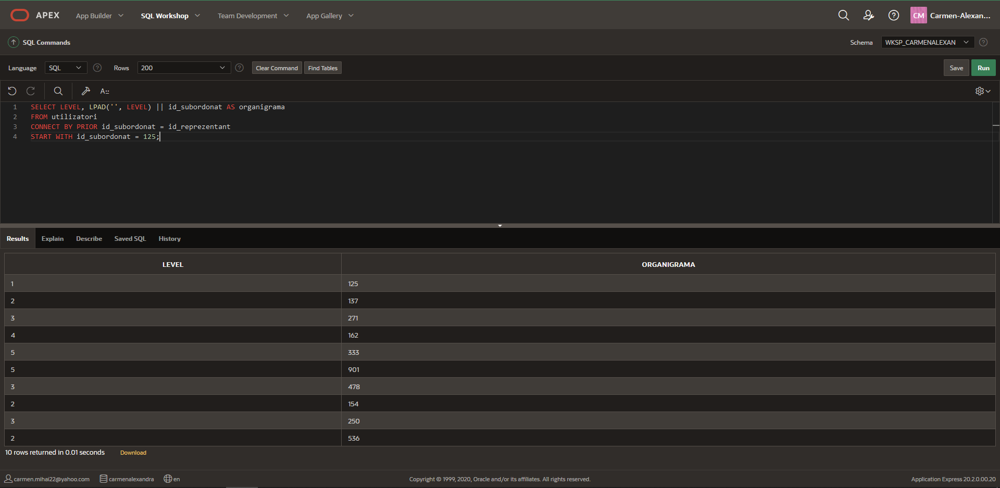 APEX App Builder SQL Workshop Team Development App Gallery CM Carmen-Alexan...
SQL Commands Schema WKSP_CARMENALEXAN
Language SQL Rows 200 Clear Command Find Tables Save Run
A::
1 SELECT LEVEL, LPAD('', LEVEL) || id_subordonat AS organigrama
2 FROM utilizatori
3 CONNECT BY PRIOR id_subordonat = id_reprezentant
4 START WITH id_subordonat = 125;
Results Explain Describe Saved SQL History
LEVEL ORGANIGRAMA
1 125
2 137
3 271
4 162
5 333
5 901
3 478
2 154
3 250
2 536
10 rows returned in 0.01 seconds Download
carmen.mihai22@yahoo.com carmenalexandra en Copyright © 1999, 2020, Oracle and/or its affiliates. All rights reserved. Application Express 20.2.0.00.20